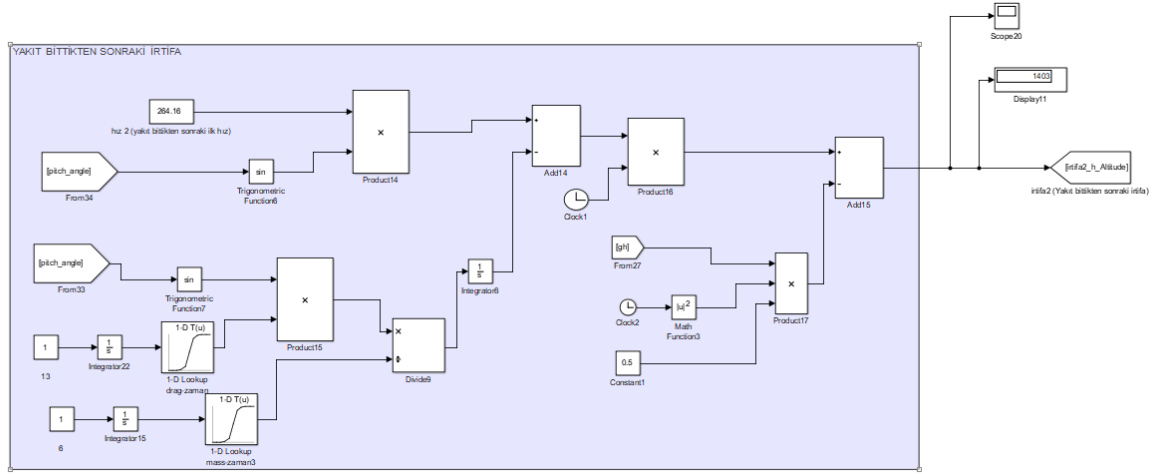 YAKIT BİTTİKTEN SONRAKİ İRTİFA
Scope20
1403
Display11
264.16
hız 2 (yakıt bittikten sonraki ilk hız)
×
Product14
[pitch_angle]
From34
sin
Trigonometric
Function6
+
−
Add14
Clock1
×
Product16
+
−
Add15
[irtifa2_h_Altitude]
irtifa2 (Yakıt bittikten sonraki irtifa)
[pitch_angle]
From33
sin
Trigonometric
Function7
×
Product15
1
13
1
s
Integrator22
1-D T(u)
1-D Lookup
drag-zaman
×
÷
Divide9
1
s
Integrator6
[gh]
From27
Clock2
|u|²
Math
Function3
0.5
Constant1
×
Product17
1
6
1
s
Integrator15
1-D T(u)
1-D Lookup
mass-zaman3